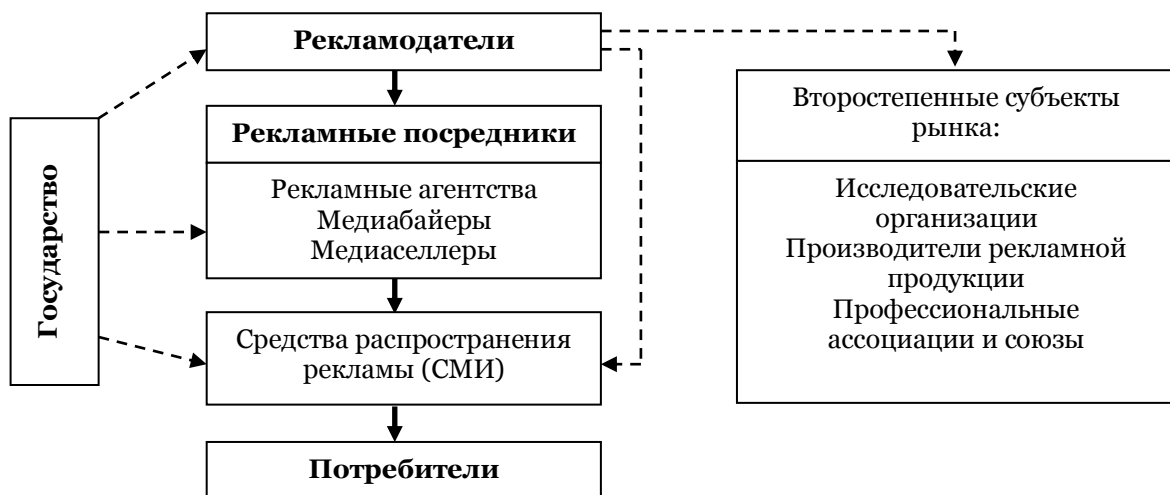 Рекламодатели
Государство
Рекламные посредники
Рекламные агентства
Медиабайеры
Медиаселлеры
Средства распространения
рекламы (СМИ)
Потребители
Второстепенные субъекты
рынка:
Исследовательские
организации
Производители рекламной
продукции
Профессиональные
ассоциации и союзы